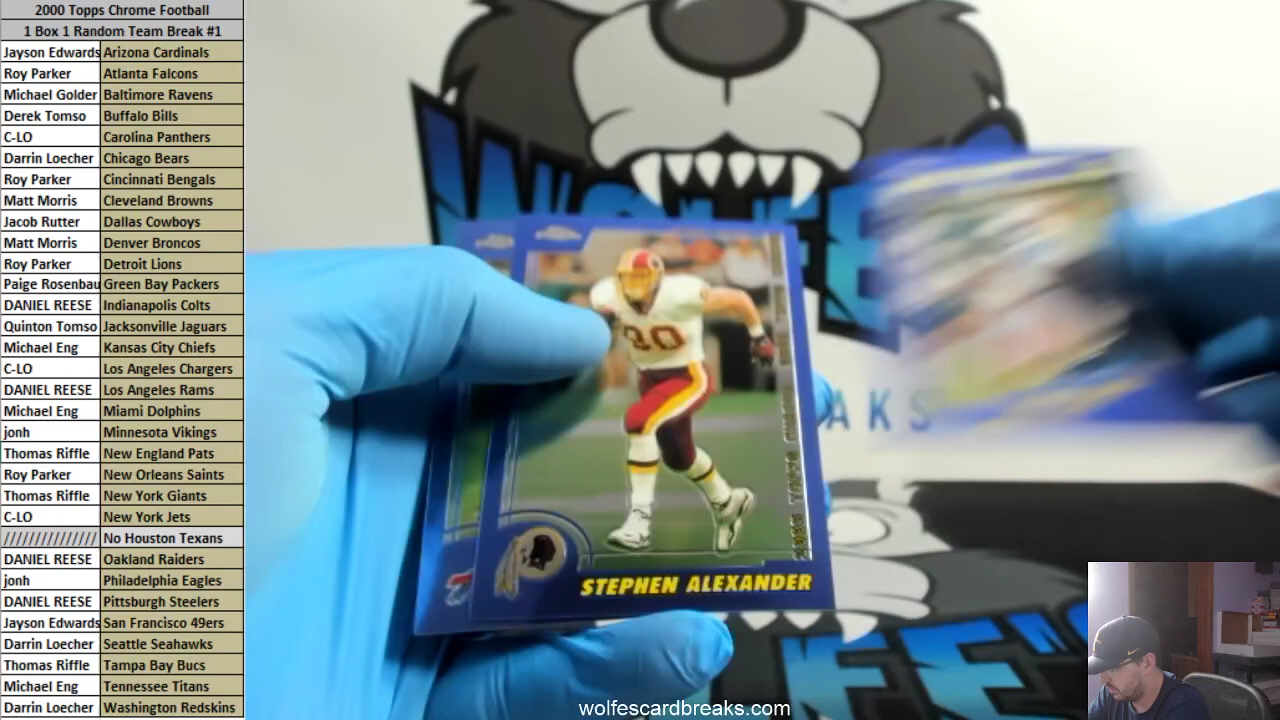 2000 Topps Chrome Football
1 Box 1 Random Team Break #1
Jayson Edwards Arizona Cardinals
Roy Parker Atlanta Falcons
Michael Golder Baltimore Ravens
Derek Tomso Buffalo Bills
C-LO Carolina Panthers
Darrin Loecher Chicago Bears
Roy Parker Cincinnati Bengals
Matt Morris Cleveland Browns
Jacob Rutter Dallas Cowboys
Matt Morris Denver Broncos
Roy Parker Detroit Lions
Paige Rosenbau Green Bay Packers
DANIEL REESE Indianapolis Colts
Quinton Tomso Jacksonville Jaguars
Michael Eng Kansas City Chiefs
C-LO Los Angeles Chargers
DANIEL REESE Los Angeles Rams
Michael Eng Miami Dolphins
jonh Minnesota Vikings
Thomas Riffle New England Pats
Roy Parker New Orleans Saints
Thomas Riffle New York Giants
C-LO New York Jets
/////////////// No Houston Texans
DANIEL REESE Oakland Raiders
jonh Philadelphia Eagles
DANIEL REESE Pittsburgh Steelers
Jayson Edwards San Francisco 49ers
Darrin Loecher Seattle Seahawks
Thomas Riffle Tampa Bay Bucs
Michael Eng Tennessee Titans
Darrin Loecher Washington Redskins
80
STEPHEN ALEXANDER
AKS
wolfescardbreaks.com